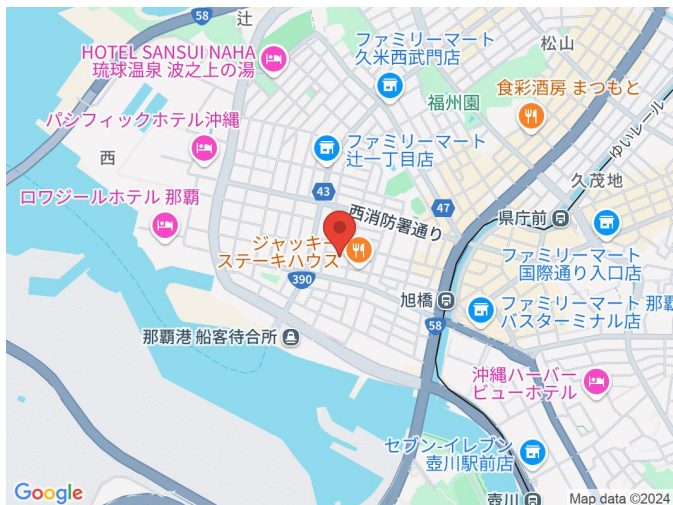 58
辻
ファミリーマート
久米西武門店
松山
HOTEL SANSUI NAHA
琉球温泉 波之上の湯
食彩酒房 まつもと
福州園
ゆいレール
パシフィックホテル沖縄
ファミリーマート
辻一丁目店
西
久茂地
43
47
ロワジールホテル 那覇
西消防署通り
県庁前
ジャッキー
ステーキハウス
ファミリーマート
国際通り入口店
390
旭橋
ファミリーマート 那覇
バスターミナル店
58
那覇港 船客待合所
沖縄ハーバー
ビューホテル
セブン-イレブン
壺川駅前店
壺川
Google
Map data ©2024